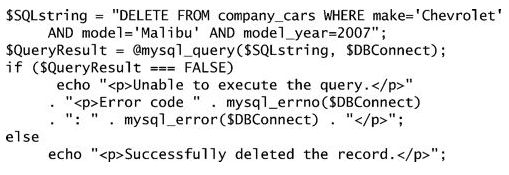 $SQLstring = "DELETE FROM company_cars WHERE make='Chevrolet'
AND model='Malibu' AND model_year=2007";
$QueryResult = @mysql_query($SQLstring, $DBConnect);
if ($QueryResult === FALSE)
echo "<p>Unable to execute the query.</p>"
. "<p>Error code " . mysql_errno($DBConnect)
. ": " . mysql_error($DBConnect) . "</p>";
else
echo "<p>Successfully deleted the record.</p>";